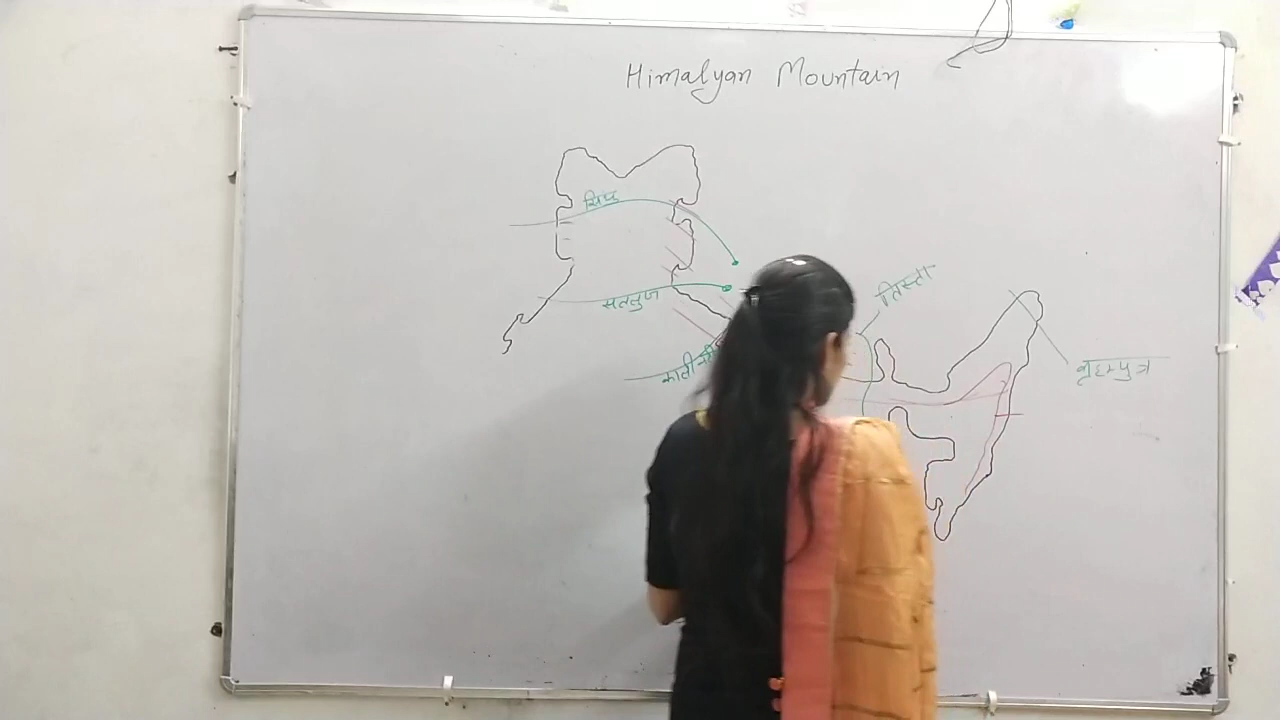 Himalyan Mountain
सिंधु
सतलुज
काली
तिस्ता
ब्रह्मपुत्र